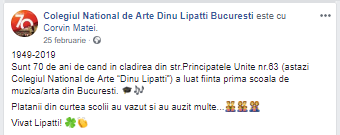 70
Colegiul National de Arte Dinu Lipatti Bucuresti este cu
Corvin Matei.
25 februarie ·
1949-2019
Sunt 70 de ani de cand in cladirea din str.Principatele Unite nr.63 (astazi
Colegiul National de Arte "Dinu Lipatti") a luat fiinta prima scoala de
muzica/arta din Bucuresti. 🎓🎶
Platanii din curtea scolii au vazut si au auzit multe...
Vivat Lipatti! 🍀👏